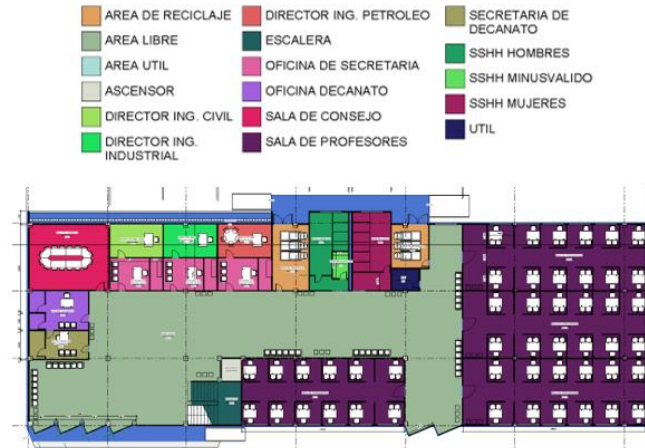 AREA DE RECICLAJE
AREA LIBRE
AREA UTIL
ASCENSOR
DIRECTOR ING. CIVIL
DIRECTOR ING.
INDUSTRIAL
DIRECTOR ING. PETROLEO
ESCALERA
OFICINA DE SECRETARIA
OFICINA DECANATO
SALA DE CONSEJO
SALA DE PROFESORES
SECRETARIA DE
DECANATO
SSHH HOMBRES
SSHH MINUSVALIDO
SSHH MUJERES
UTIL